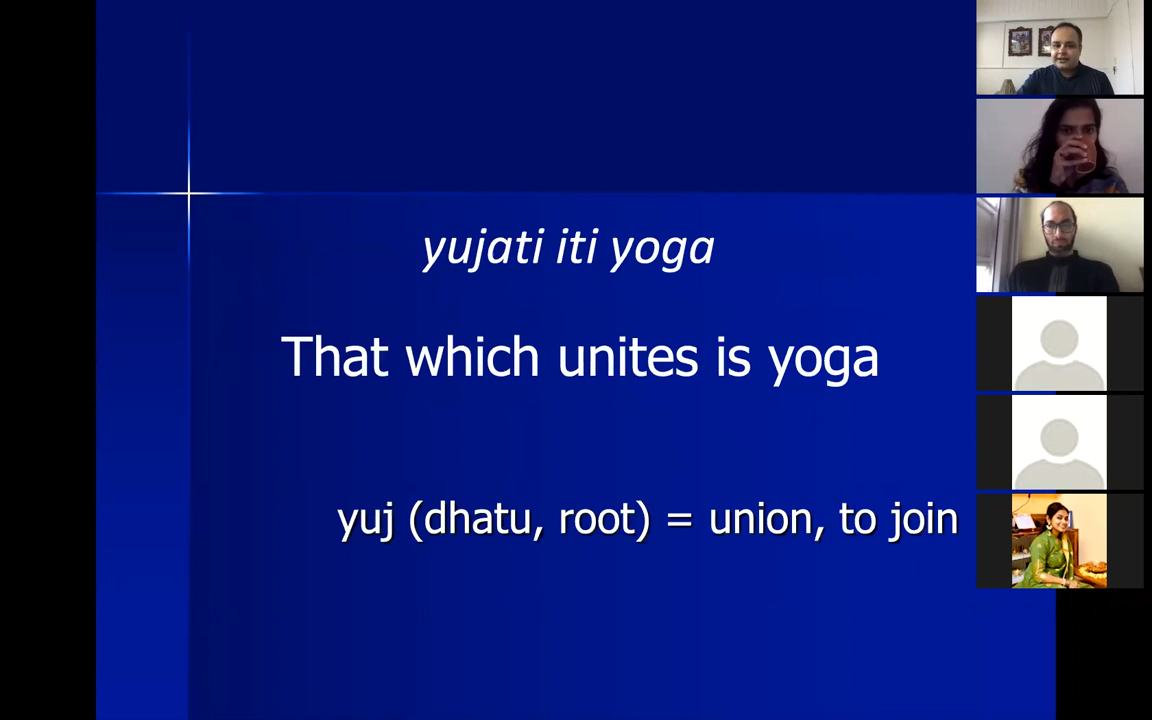 yujati iti yoga
That which unites is yoga
yuj (dhatu, root) = union, to join